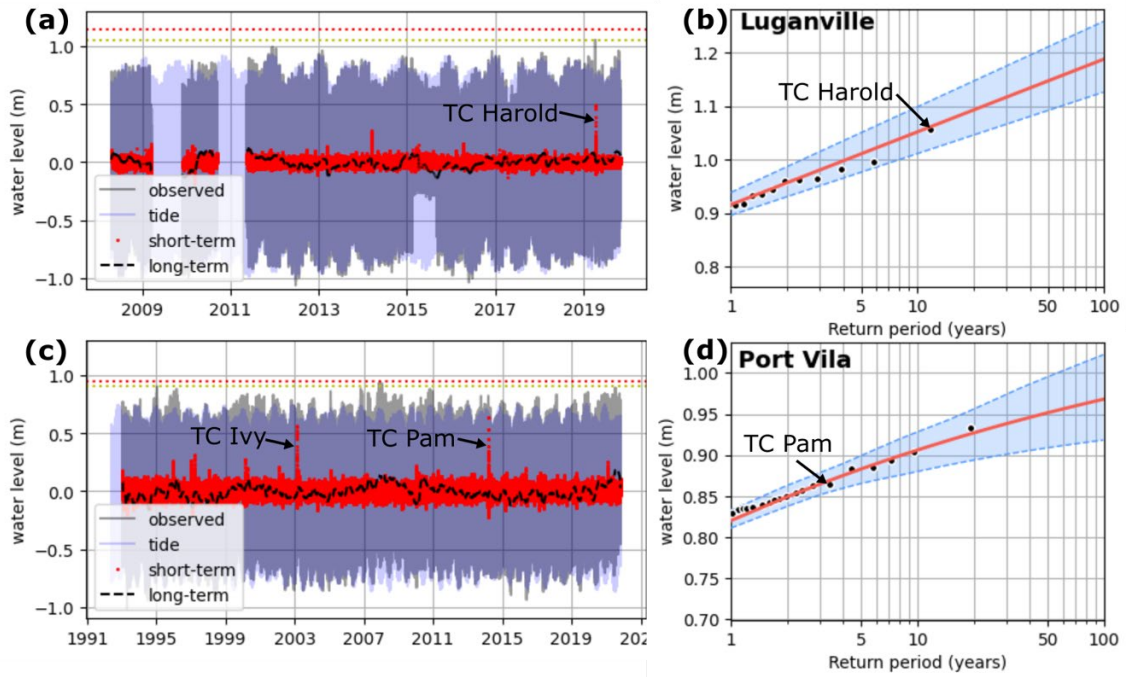 (a)
water level (m)
1.0
0.5
0.0
−0.5
−1.0
TC Harold
observed
tide
short-term
long-term
2009 2011 2013 2015 2017 2019
(b) Luganville
water level (m)
1.2
1.1
1.0
0.9
0.8
TC Harold
1 10 50 100
Return period (years)
(c)
water level (m)
1.0
0.5
0.0
−0.5
−1.0
TC Ivy TC Pam
observed
tide
short-term
long-term
1991 1995 1999 2003 2007 2011 2015 2019 202
(d) Port Vila
water level (m)
1.00
0.95
0.90
0.85
0.80
0.75
0.70
TC Pam
1 5 10 50 100
Return period (years)